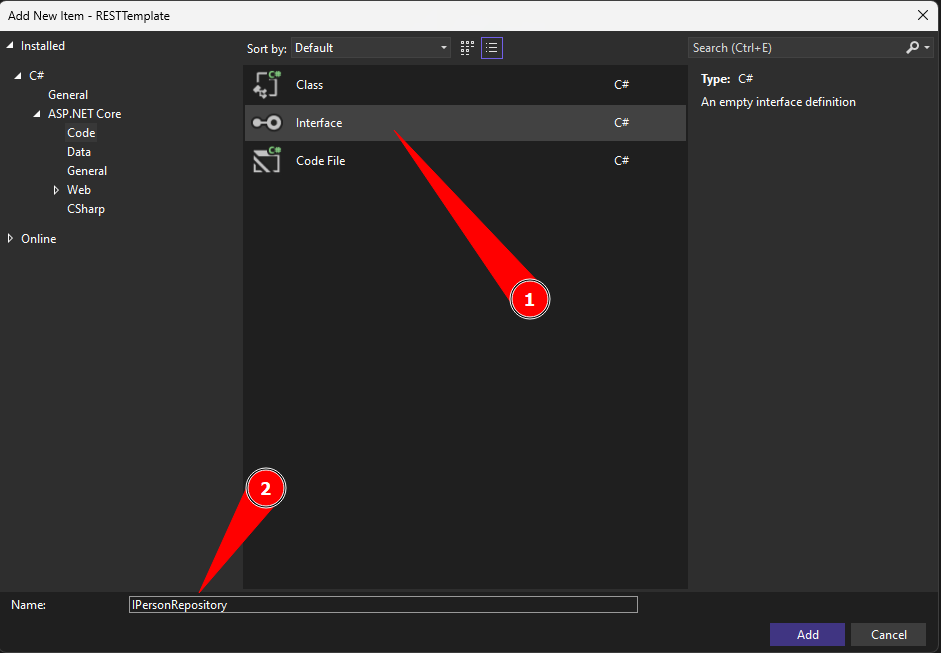 Add New Item - RESTTemplate
Installed
C#
General
ASP.NET Core
Code
Data
General
Web
CSharp
Online
Sort by: Default
Class C#
Interface C#
Code File C#
1
2
Search (Ctrl+E)
Type: C#
An empty interface definition
Name: IPersonRepository
Add Cancel